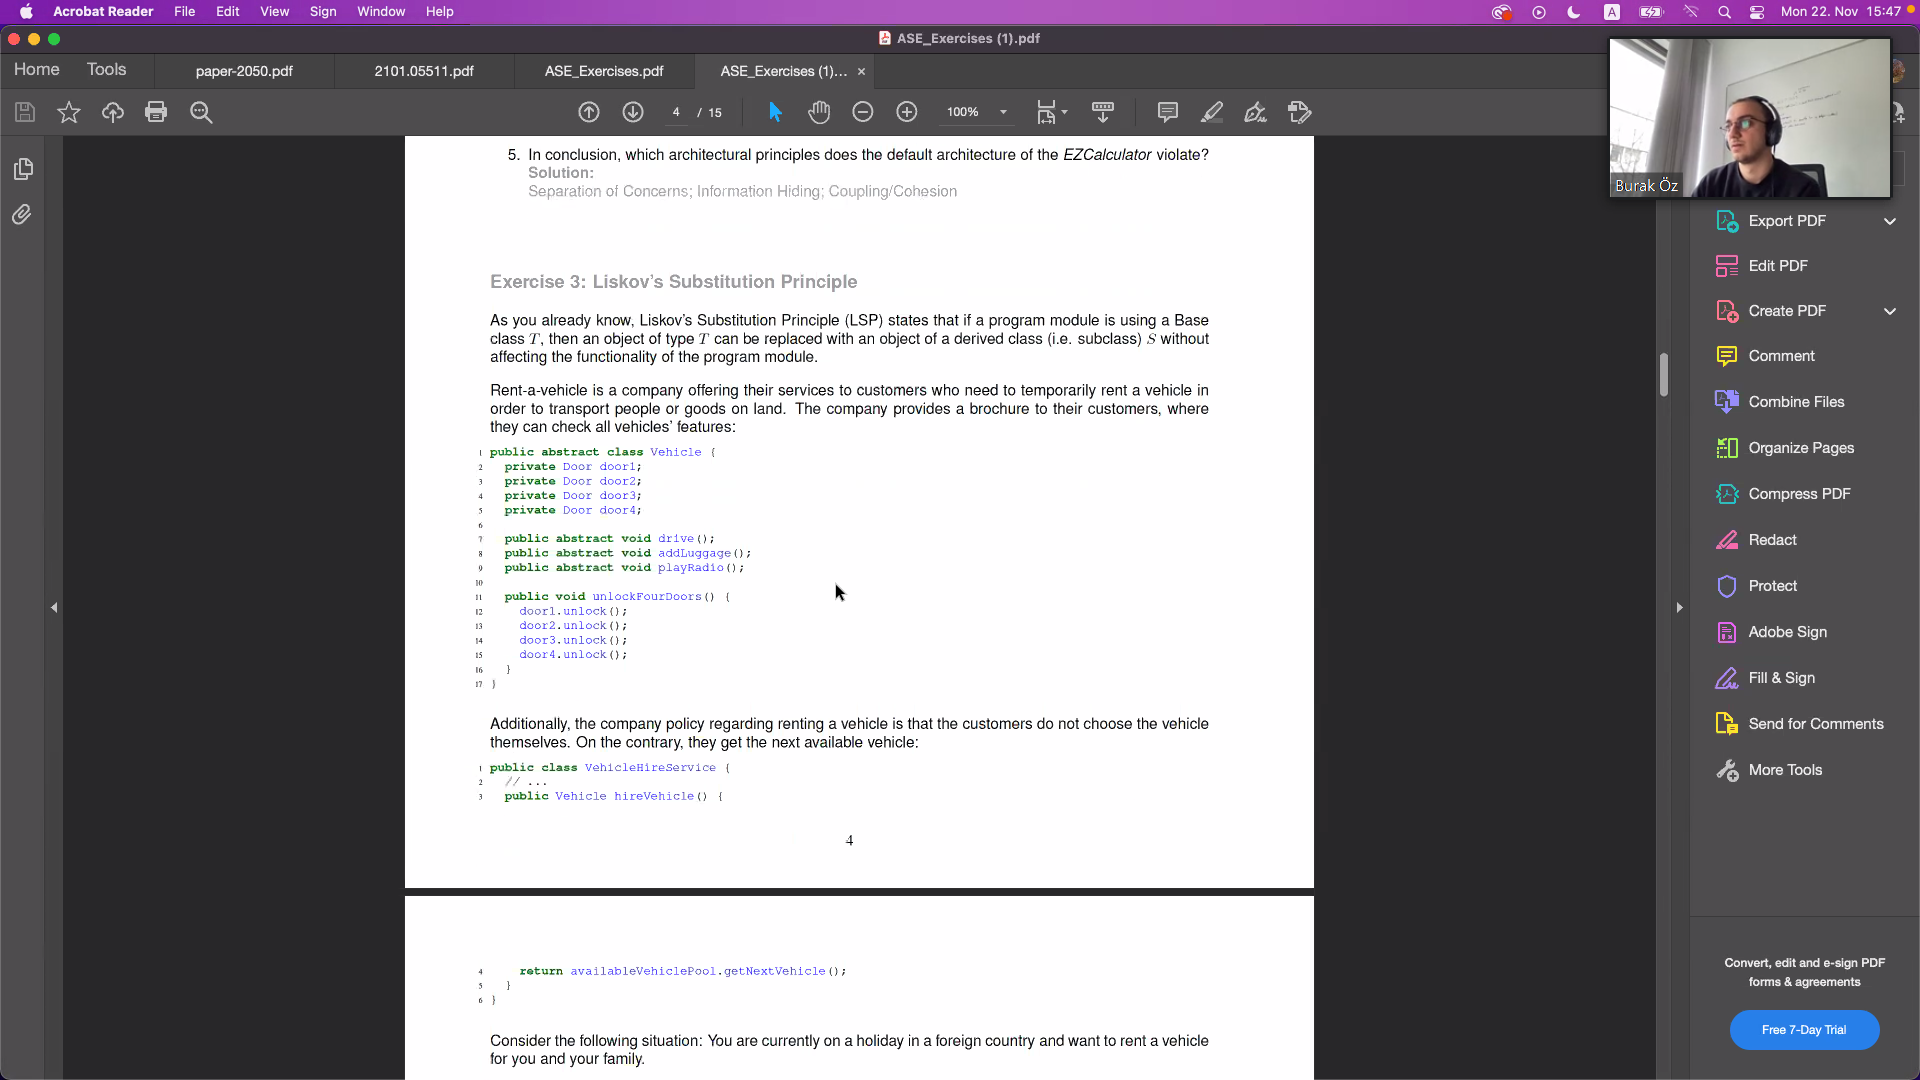 Acrobat Reader File Edit View Sign Window Help
A Mon 22. Nov 15:47
ASE_Exercises (1).pdf
Home Tools paper-2050.pdf 2101.05511.pdf ASE_Exercises.pdf ASE_Exercises (1)... ×
4 / 15 100%
Burak Öz
Export PDF
Edit PDF
Create PDF
Comment
Combine Files
Organize Pages
Compress PDF
Redact
Protect
Adobe Sign
Fill & Sign
Send for Comments
More Tools
Convert, edit and e-sign PDF
forms & agreements
Free 7-Day Trial
5. In conclusion, which architectural principles does the default architecture of the EZCalculator violate?
Solution:
Separation of Concerns; Information Hiding; Coupling/Cohesion
Exercise 3: Liskov's Substitution Principle
As you already know, Liskov's Substitution Principle (LSP) states that if a program module is using a Base
class T, then an object of type T can be replaced with an object of a derived class (i.e. subclass) S without
affecting the functionality of the program module.
Rent-a-vehicle is a company offering their services to customers who need to temporarily rent a vehicle in
order to transport people or goods on land. The company provides a brochure to their customers, where
they can check all vehicles' features:
1 public abstract class Vehicle {
2 private Door door1;
3 private Door door2;
4 private Door door3;
5 private Door door4;
6
7 public abstract void drive();
8 public abstract void addLuggage();
9 public abstract void playRadio();
10
11 public void unlockFourDoors() {
12 door1.unlock();
13 door2.unlock();
14 door3.unlock();
15 door4.unlock();
16 }
17 }
Additionally, the company policy regarding renting a vehicle is that the customers do not choose the vehicle
themselves. On the contrary, they get the next available vehicle:
1 public class VehicleHireService {
2 // ...
3 public Vehicle hireVehicle() {
4
4 return availableVehiclePool.getNextVehicle();
5 }
6 }
Consider the following situation: You are currently on a holiday in a foreign country and want to rent a vehicle
for you and your family.